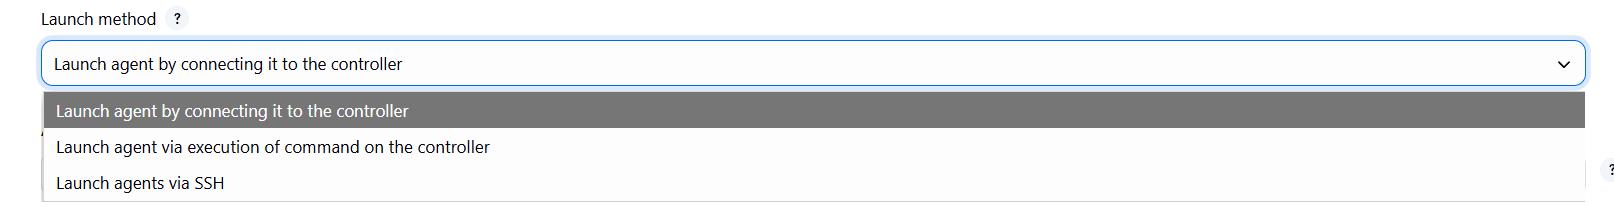 Launch method ?
Launch agent by connecting it to the controller
Launch agent by connecting it to the controller
Launch agent via execution of command on the controller
Launch agents via SSH
?